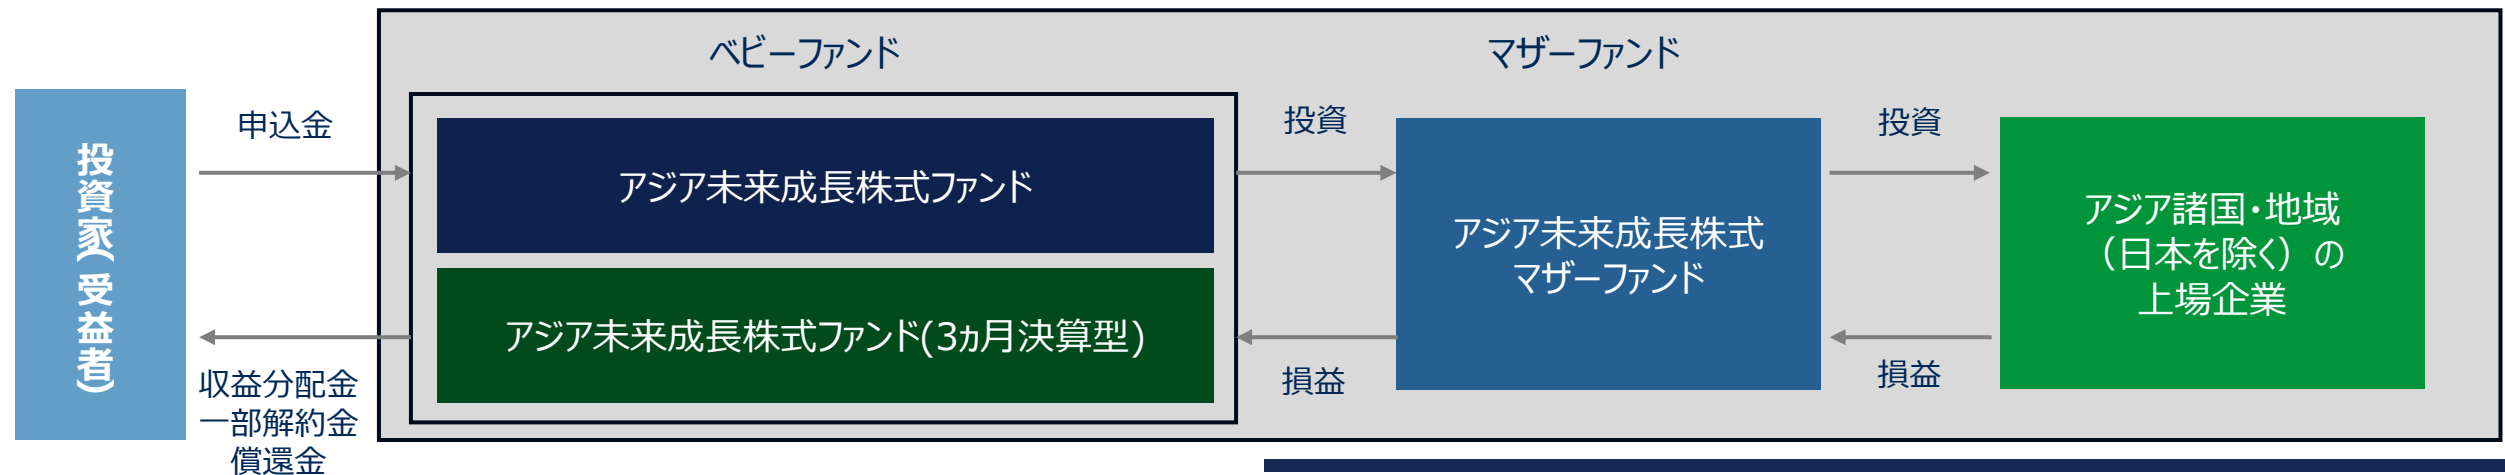 ベビーファンド
マザーファンド
投資家(受益者)
申込金
収益分配金
一部解約金
償還金
アジア未来成長株式ファンド
アジア未来成長株式ファンド(3ヵ月決算型)
投資
損益
アジア未来成長株式
マザーファンド
投資
損益
アジア諸国・地域
（日本を除く）の
上場企業